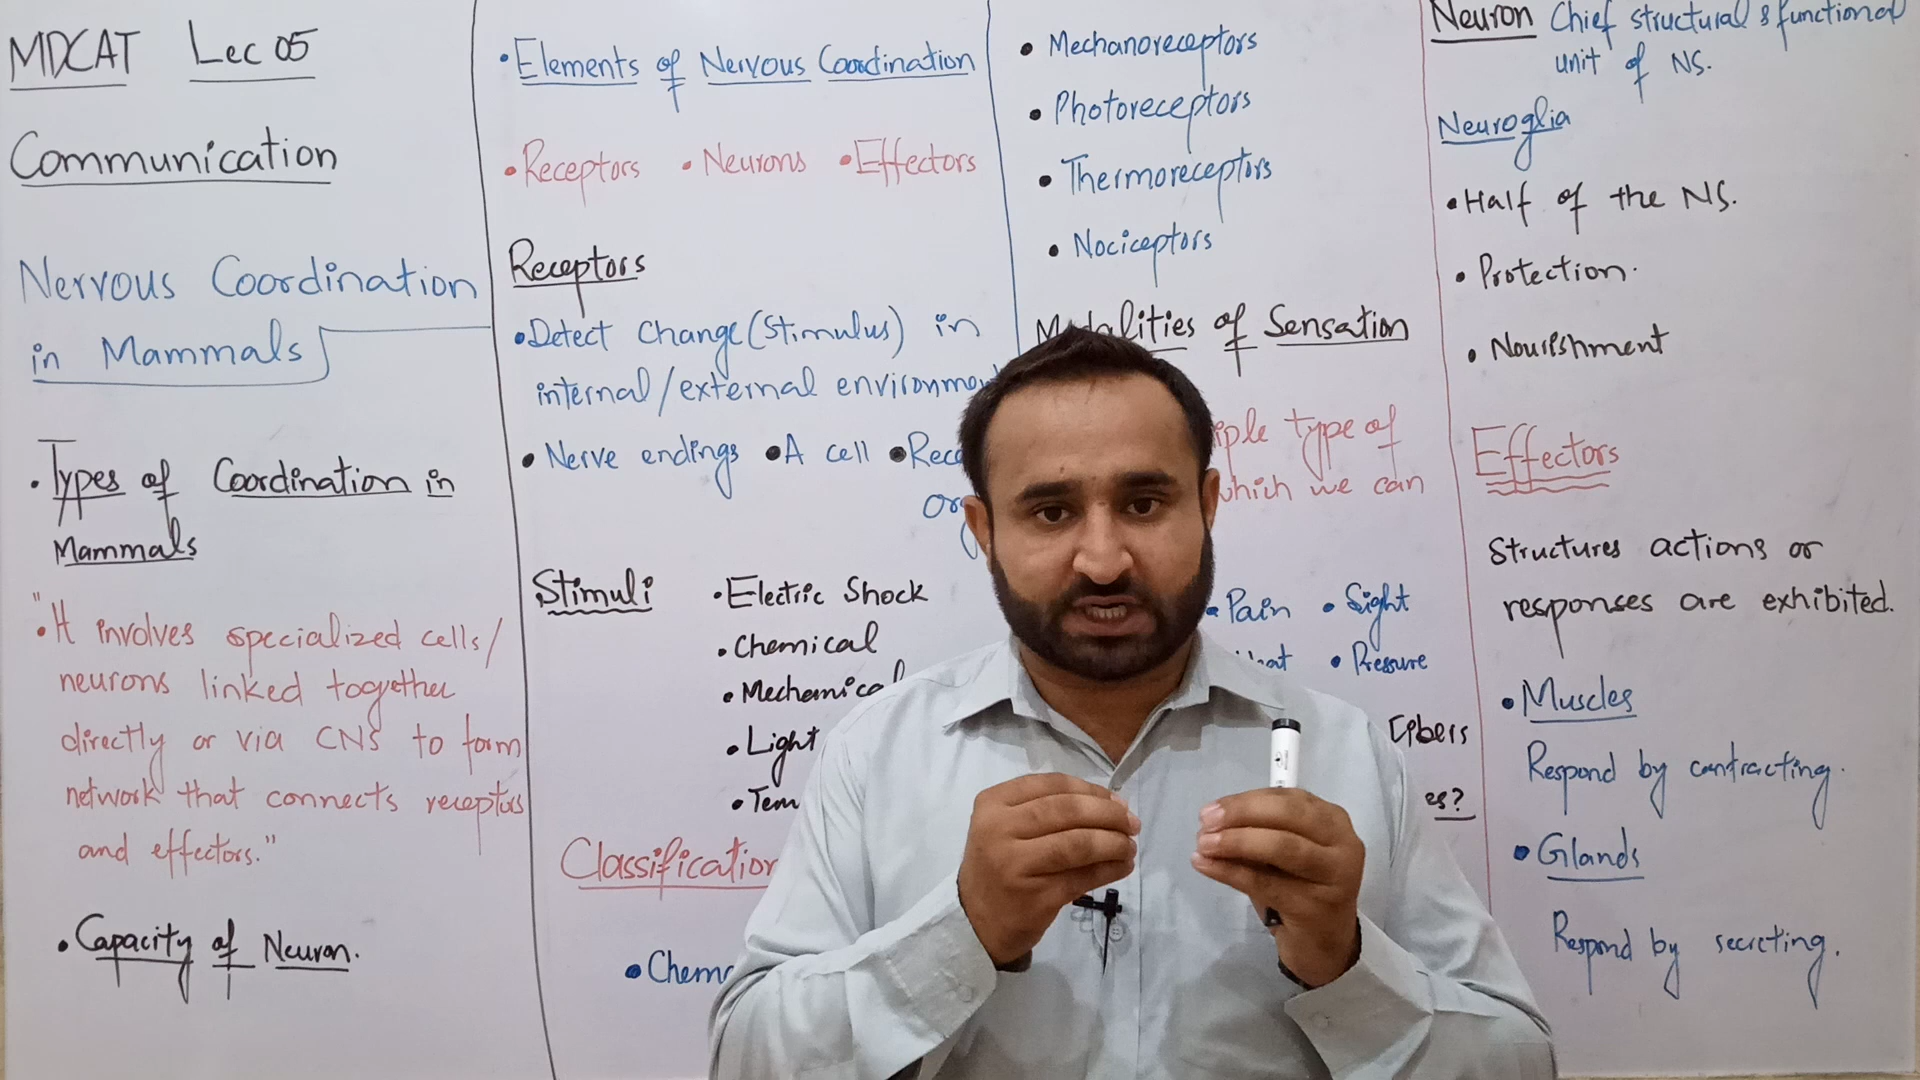 MDCAT Lec 05
Communication
Nervous Coordination
in Mammals
• Types of Coordination in
Mammals
"• It involves specialized cells/
neurons linked together
directly or via CNS to form
network that connects receptors
and effectors."
• Capacity of Neuron.
• Elements of Nervous Coordination
• Receptors • Neurons • Effectors
Receptors
• Detect Change (Stimulus) in
internal/external
• Nerve endings • A cell
Stimuli • Electric Shock
• Chemical
• Light
Classification
• Mechanoreceptors
• Photoreceptors
• Thermoreceptors
• Nociceptors
of Sensation
type of
which we can
• Pain • Sight
• Pressure
Neuron Chief structural & functional
unit of NS.
Neuroglia
• Half of the NS.
• Protection.
• Nourishment
Effectors
Structures actions or
responses are exhibited.
• Muscles
Respond by contracting.
• Glands
Respond by secreting.